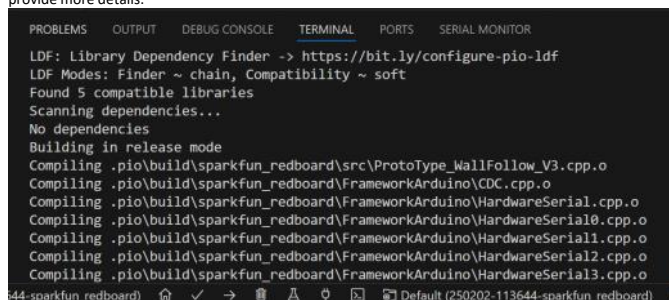 provide more details.
PROBLEMS OUTPUT DEBUG CONSOLE TERMINAL PORTS SERIAL MONITOR
LDF: Library Dependency Finder -> https://bit.ly/configure-pio-ldf
LDF Modes: Finder ~ chain, Compatibility ~ soft
Found 5 compatible libraries
Scanning dependencies...
No dependencies
Building in release mode
Compiling .pio\build\sparkfun_redboard\src\ProtoType_WallFollow_V3.cpp.o
Compiling .pio\build\sparkfun_redboard\FrameworkArduino\CDC.cpp.o
Compiling .pio\build\sparkfun_redboard\FrameworkArduino\HardwareSerial.cpp.o
Compiling .pio\build\sparkfun_redboard\FrameworkArduino\HardwareSerial0.cpp.o
Compiling .pio\build\sparkfun_redboard\FrameworkArduino\HardwareSerial1.cpp.o
Compiling .pio\build\sparkfun_redboard\FrameworkArduino\HardwareSerial2.cpp.o
Compiling .pio\build\sparkfun_redboard\FrameworkArduino\HardwareSerial3.cpp.o
644-sparkfun_redboard) Default (250202-113644-sparkfun_redboard)